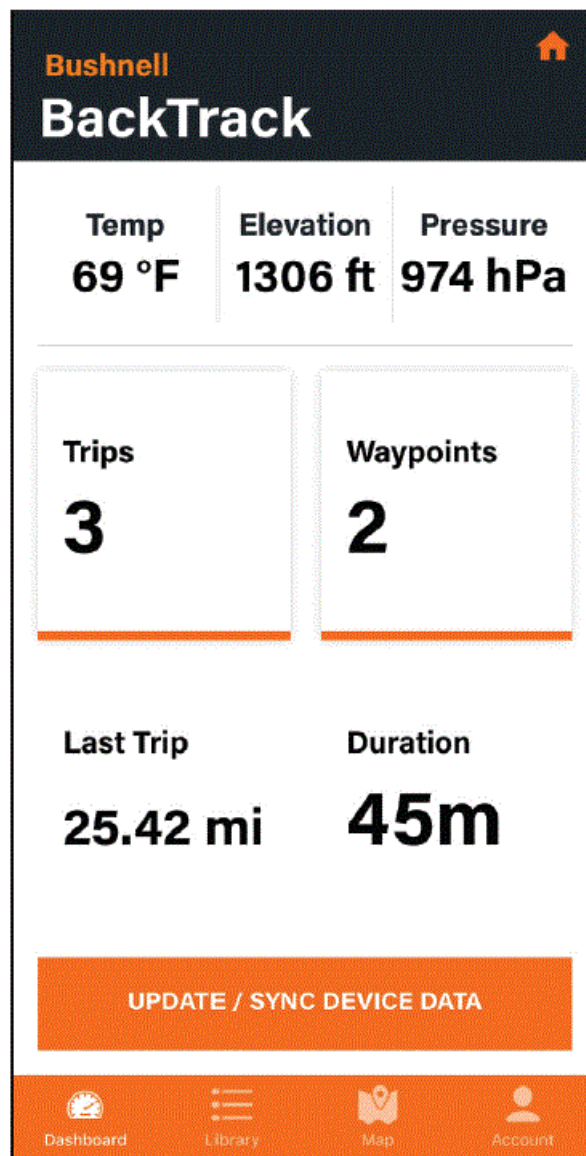 Bushnell
BackTrack
Temp Elevation Pressure
69 °F 1306 ft 974 hPa
Trips Waypoints
3 2
Last Trip Duration
25.42 mi 45m
UPDATE / SYNC DEVICE DATA
Dashboard Library Map Account